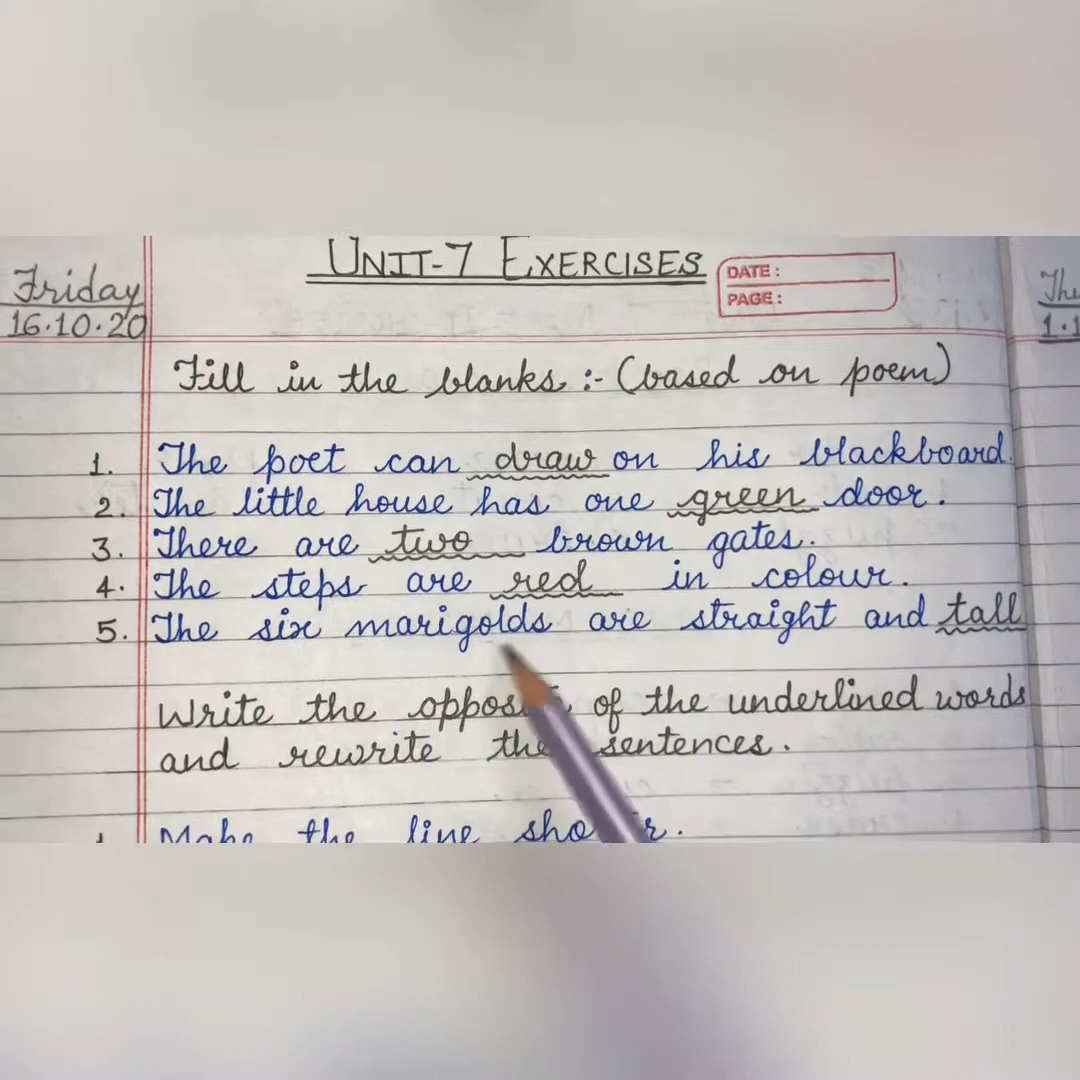 UNIT-7 EXERCISES
DATE :
PAGE :
Friday
16.10.20
Fill in the blanks :- (based on poem)
1. The poet can draw on his blackboard.
2. The little house has one green door.
3. There are two brown gates.
4. The steps are red in colour.
5. The six marigolds are straight and tall
Write the of the underlined words
and rewrite the sentences.
the line